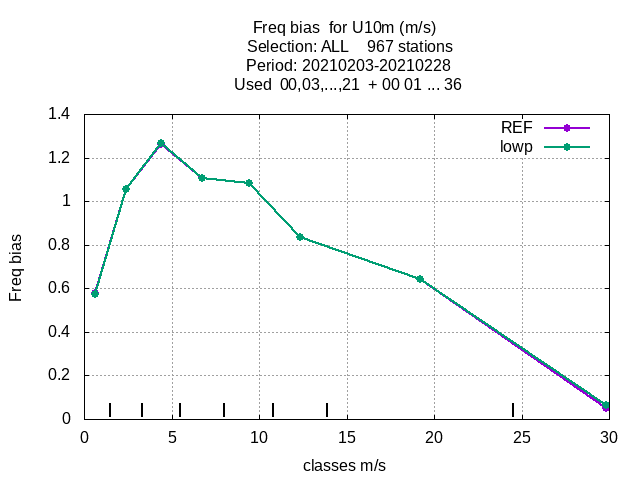 Freq bias  for U10m (m/s)
Selection: ALL    967 stations
Period: 20210203-20210228
Used  00,03,...,21  + 00 01 ... 36
REF
lowp
1.4
1.2
1
0.8
0.6
0.4
0.2
0
Freq bias
0 5 10 15 20 25 30
classes m/s